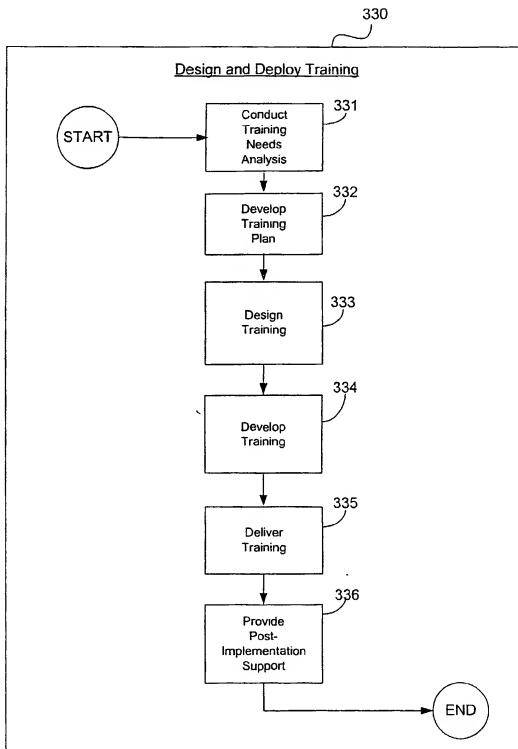 330
Design and Deploy Training
START
Conduct
Training
Needs
Analysis
331
Develop
Training
Plan
332
Design
Training
333
Develop
Training
334
Deliver
Training
335
Provide
Post-
Implementation
Support
336
END